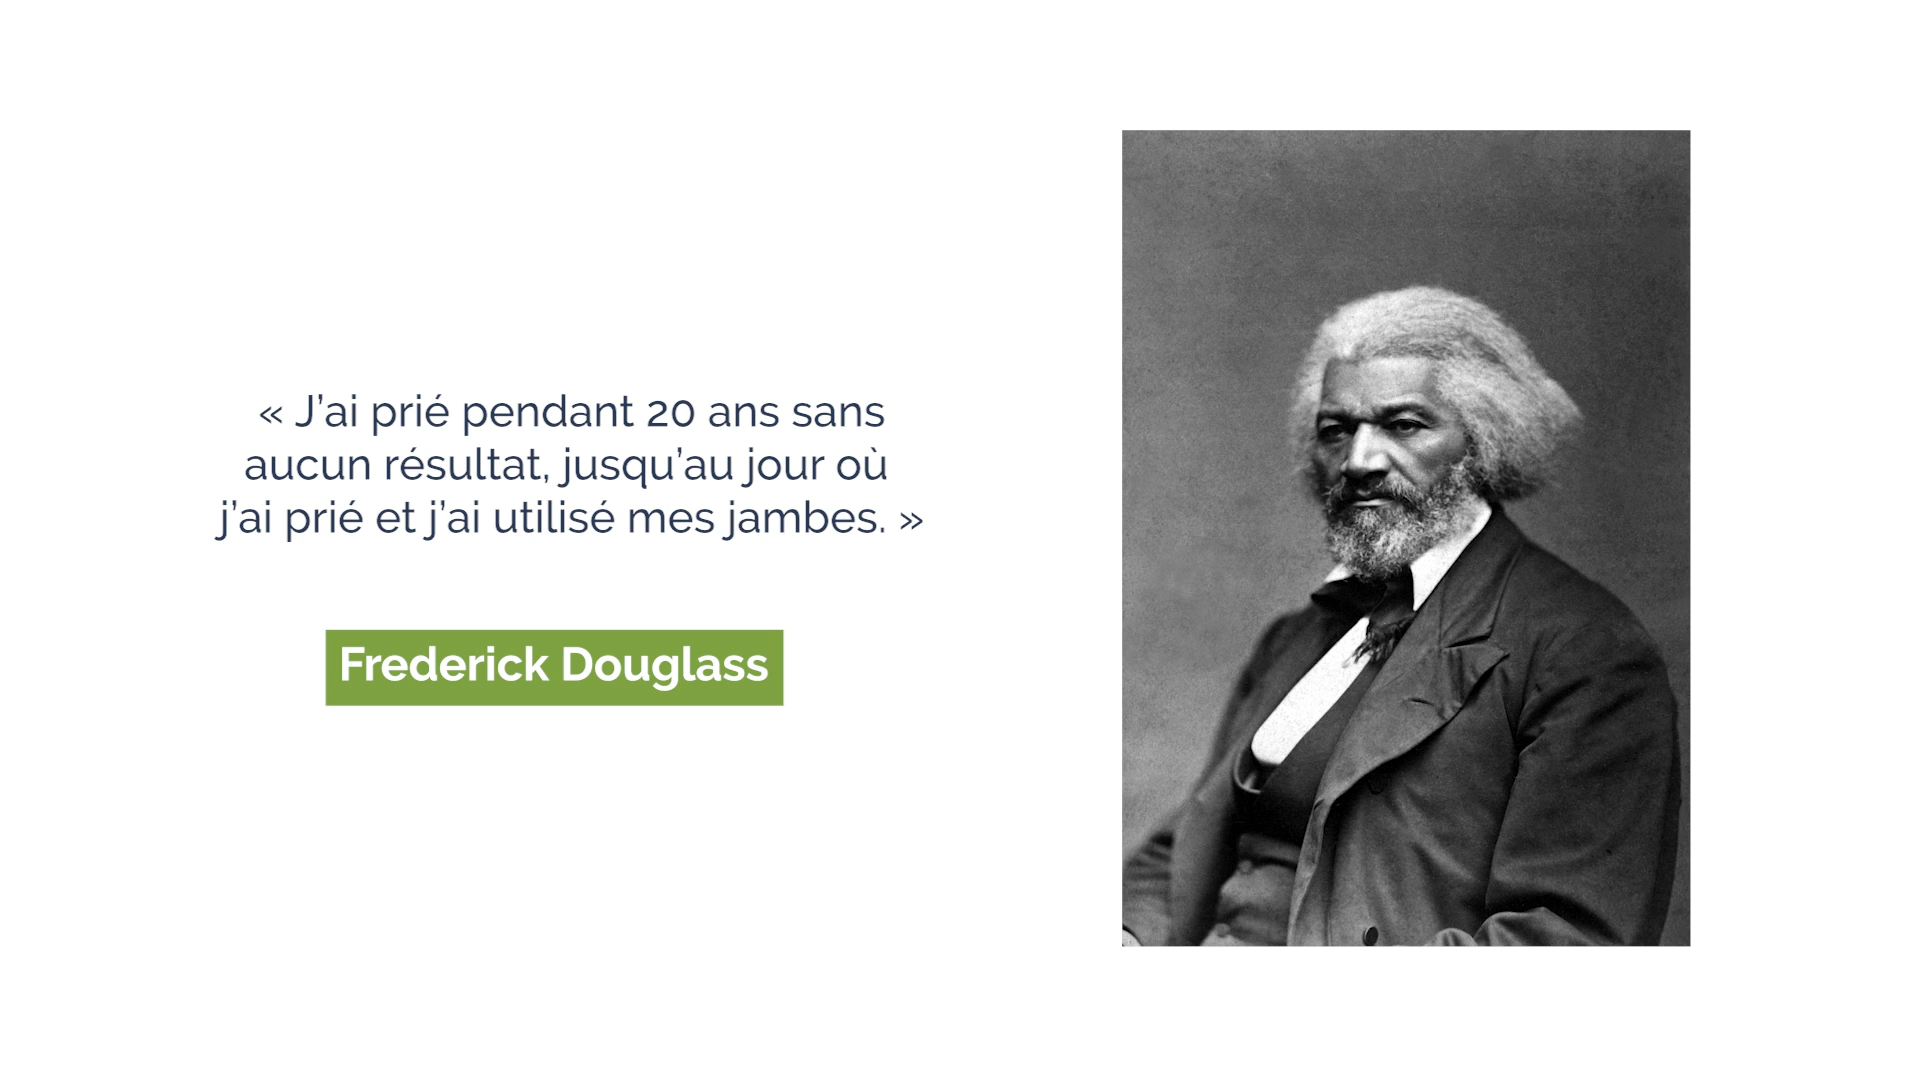 « J’ai prié pendant 20 ans sans
aucun résultat, jusqu’au jour où
j’ai prié et j’ai utilisé mes jambes. »
Frederick Douglass